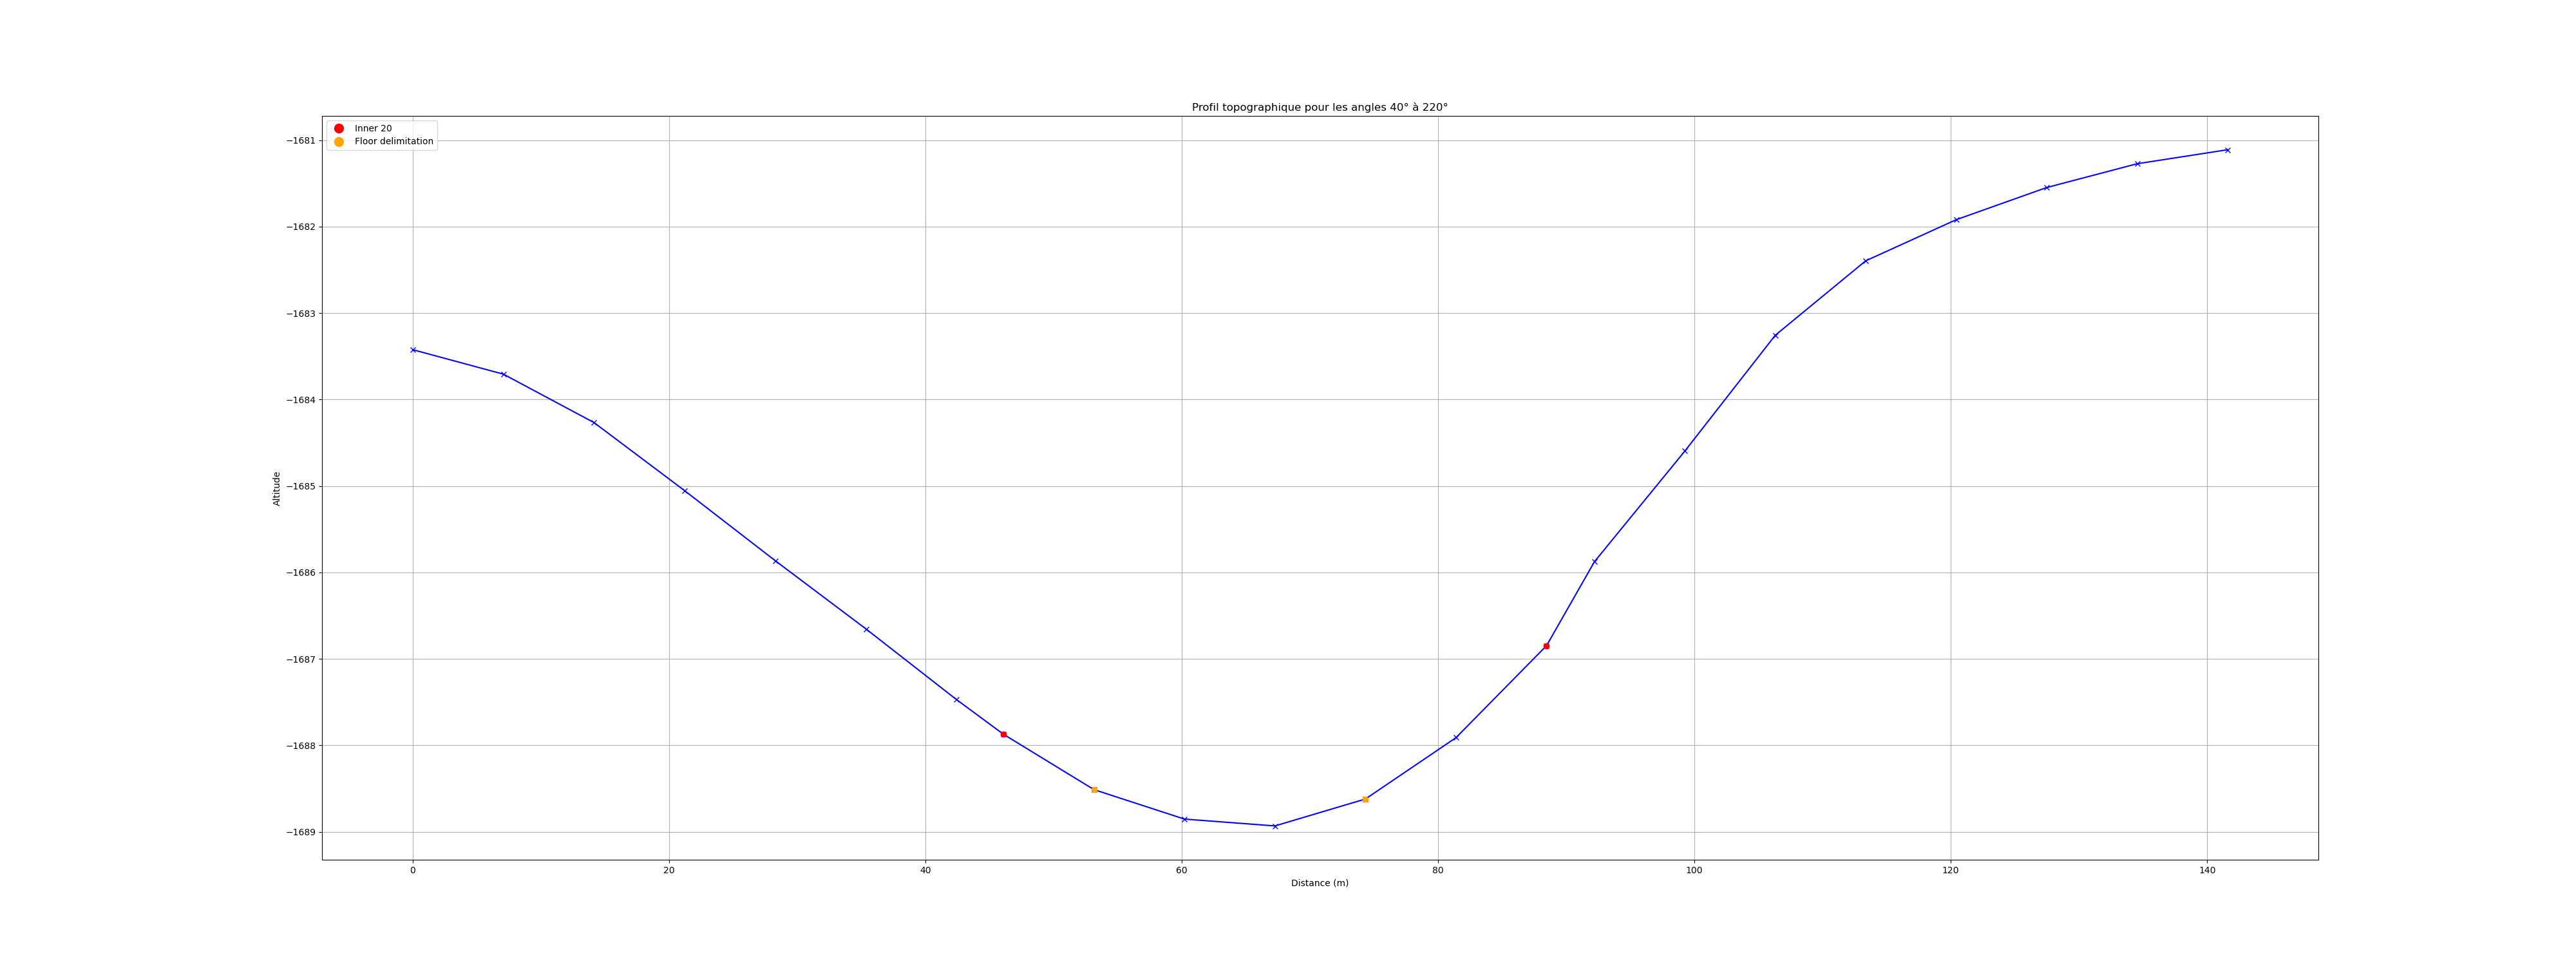 Profil topographique pour les angles 40° à 220°
Inner 20
Floor delimitation
−1681
−1682
−1683
−1684
−1685
−1686
−1687
−1688
−1689
Altitude
0 20 40 60 80 100 120 140
Distance (m)